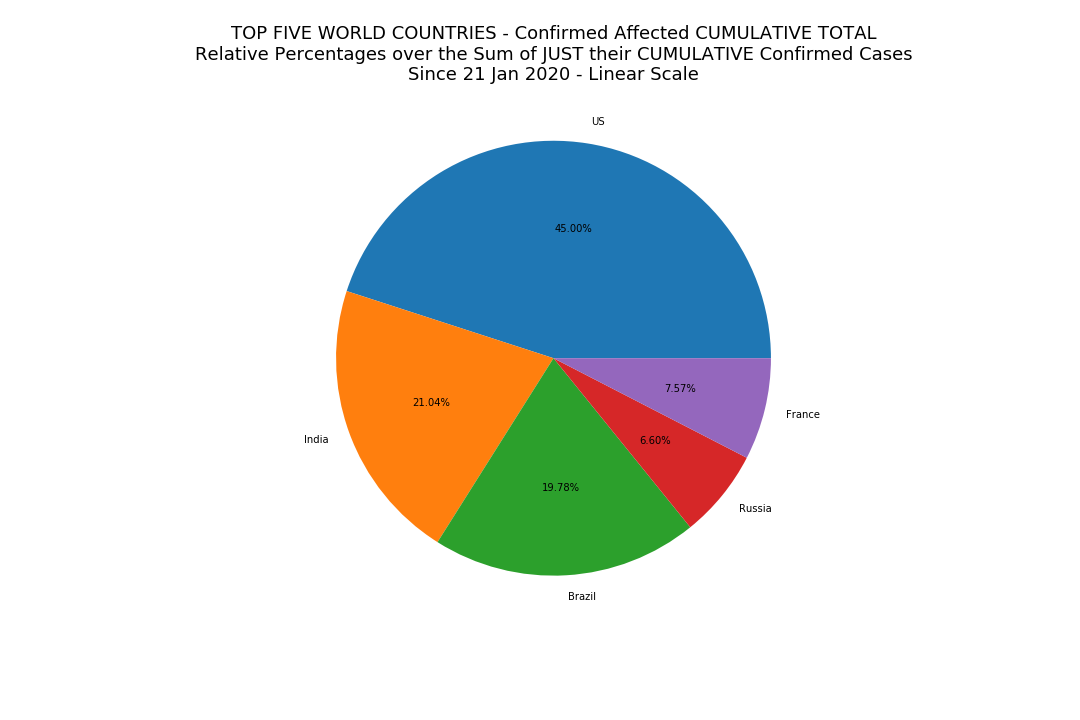 TOP FIVE WORLD COUNTRIES - Confirmed Affected CUMULATIVE TOTAL
Relative Percentages over the Sum of JUST their CUMULATIVE Confirmed Cases
Since 21 Jan 2020 - Linear Scale
US
45.00%
7.57%
21.04%
France
India
6.60%
19.78%
Russia
Brazil